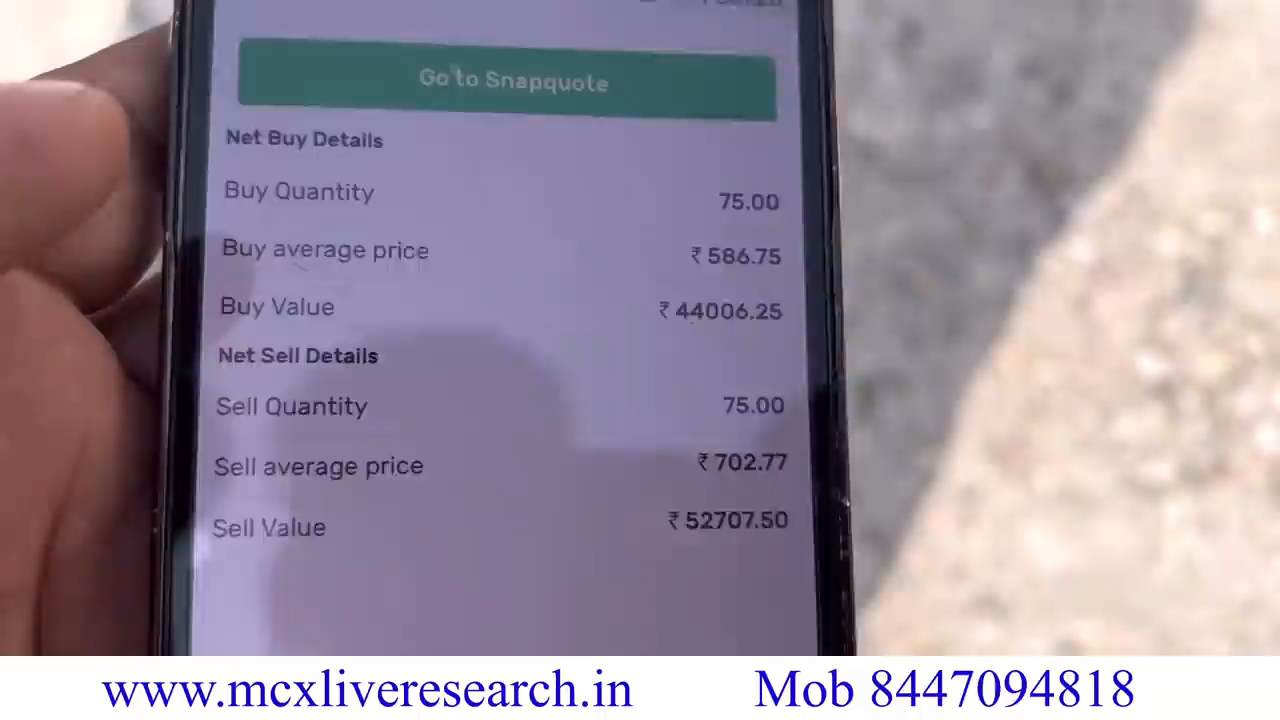 Go to Snapquote
Net Buy Details
Buy Quantity 75.00
Buy average price ₹ 586.75
Buy Value ₹ 44006.25
Net Sell Details
Sell Quantity 75.00
Sell average price ₹ 702.77
Sell Value ₹ 52707.50
www.mcxliveresearch.in Mob 8447094818